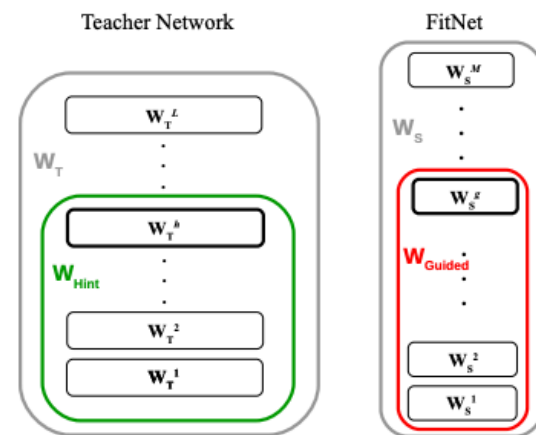 Teacher Network
W_T^L
W_T
W_T^h
W_Hint
W_T^2
W_T^1
FitNet
W_S^M
W_S
W_S^g
W_Guided
W_S^2
W_S^1